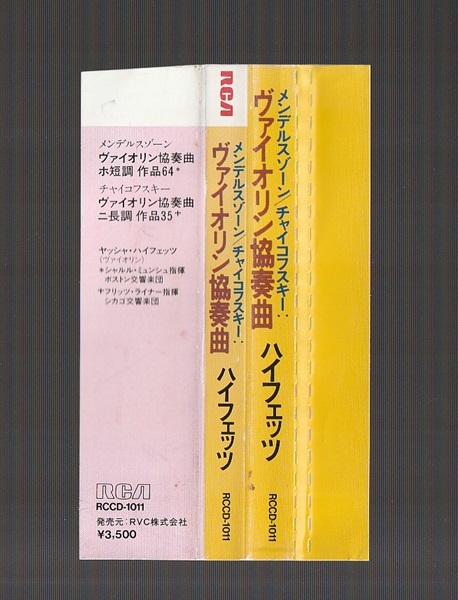 メンデルスゾーン
ヴァイオリン協奏曲
ホ短調 作品64*
チャイコフスキー
ヴァイオリン協奏曲
ニ長調 作品35+
ヤッシャ・ハイフェッツ
(ヴァイオリン)
*シャルル・ミュンシュ指揮
ボストン交響楽団
+フリッツ・ライナー指揮
シカゴ交響楽団
RCA
RCCD-1011
発売元:RVC株式会社
¥3,500
RCA
メンデルスゾーン/チャイコフスキー:
ヴァイオリン協奏曲
ハイフェッツ
RCCD-1011
メンデルスゾーン/チャイコフスキー:
ヴァイオリン協奏曲
ハイフェッツ
RCCD-1011